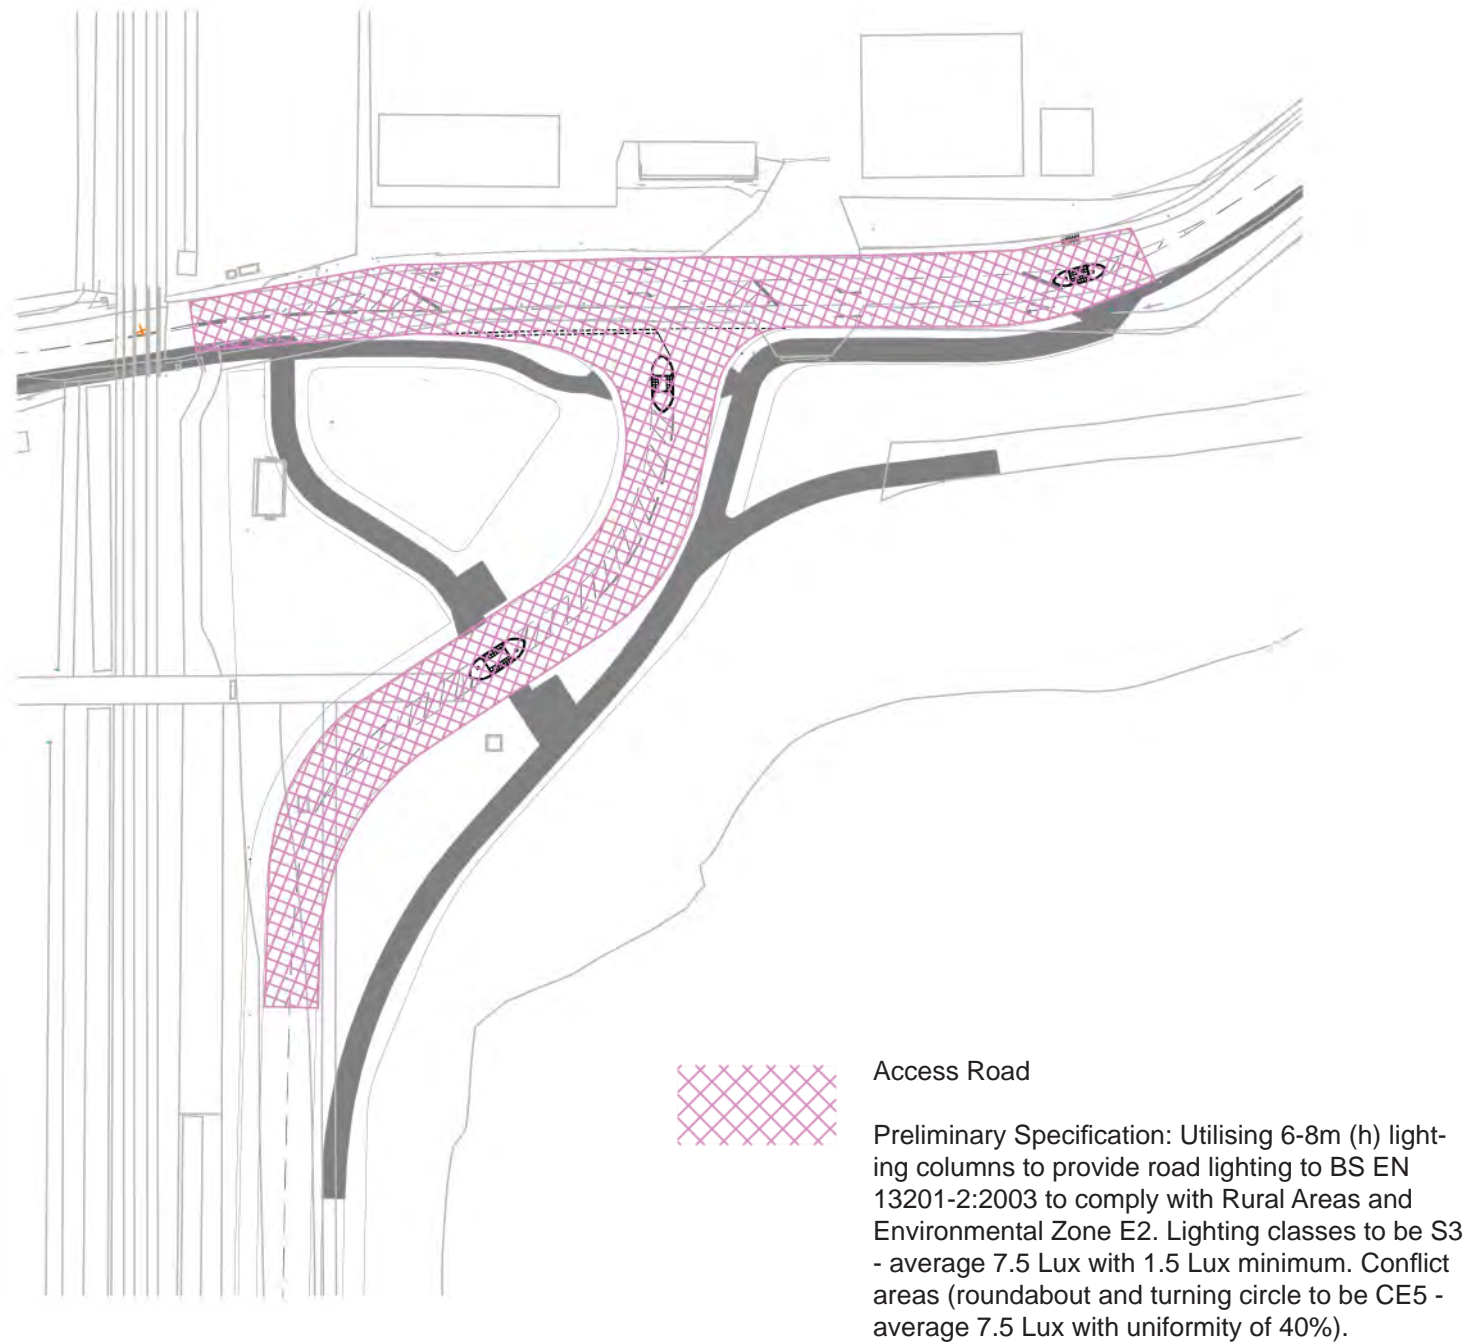 Access Road
Preliminary Specification: Utilising 6-8m (h) light-
ing columns to provide road lighting to BS EN
13201-2:2003 to comply with Rural Areas and
Environmental Zone E2. Lighting classes to be S3
- average 7.5 Lux with 1.5 Lux minimum. Conflict
areas (roundabout and turning circle to be CE5 -
average 7.5 Lux with uniformity of 40%).